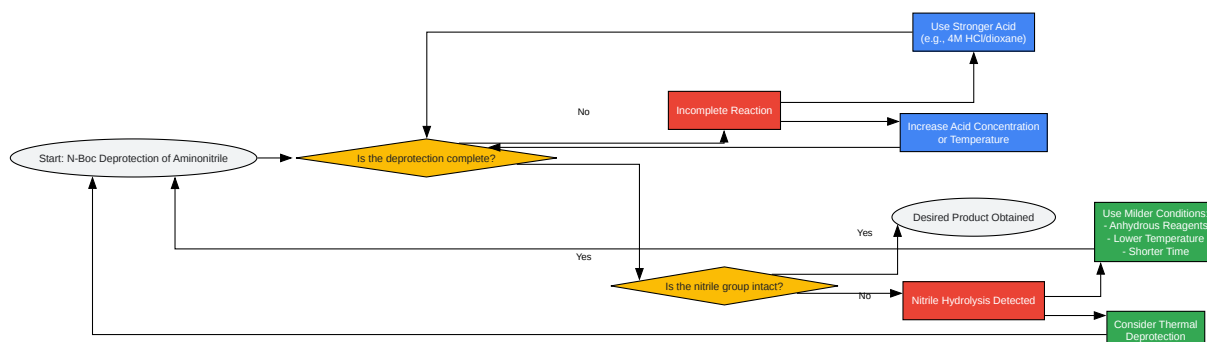 Use Stronger Acid
(e.g., 4M HCl/dioxane)
Incomplete Reaction
No
Increase Acid Concentration
or Temperature
Start: N-Boc Deprotection of Aminonitrile
Is the deprotection complete?
Desired Product Obtained
Use Milder Conditions
- Anhydrous Reagents
- Lower Temperature
- Shorter Time
Yes
Yes
Is the nitrile group intact?
No
Nitrile Hydrolysis Detected
Consider Thermal
Deprotection